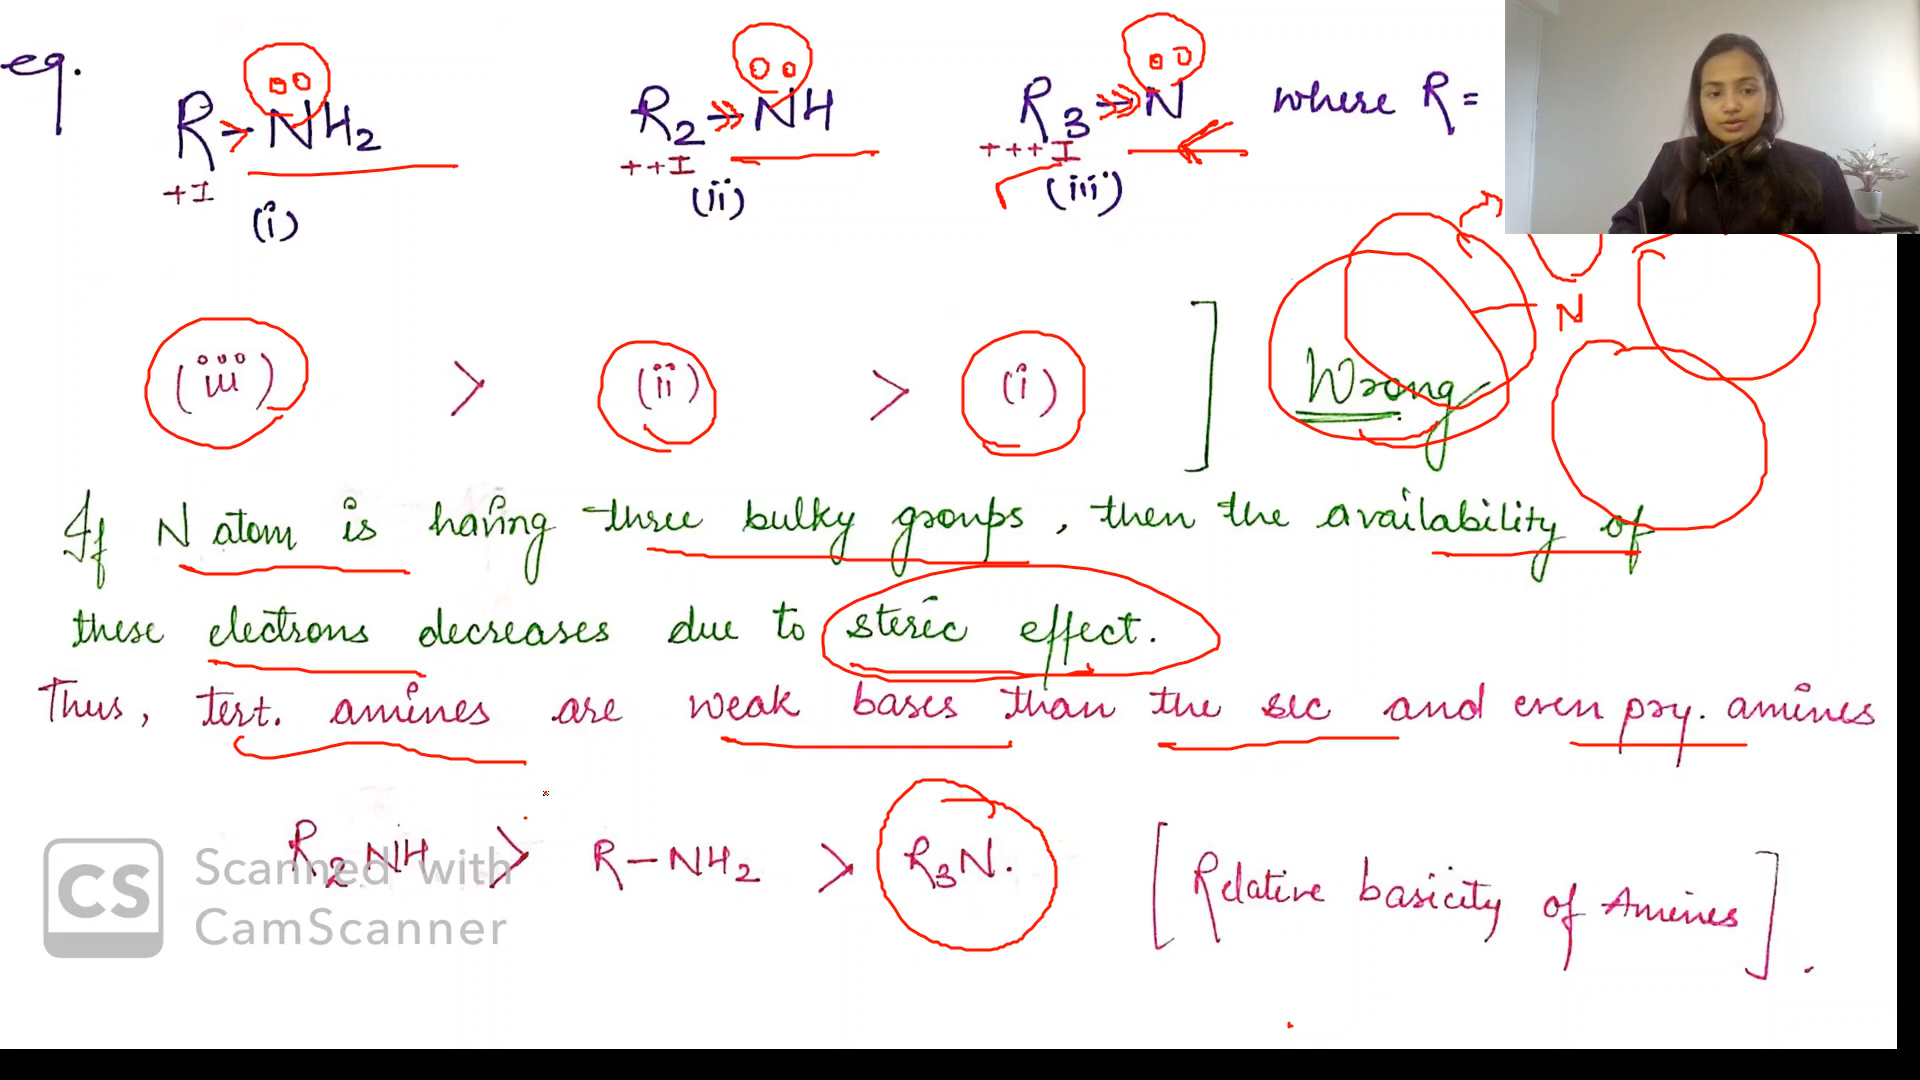 eg. R NH2 R2 NH R3 N where R =
+I ++I +++I
(i) (ii) (iii)
N
(iii) > (ii) > (i) ] Wrong
If N atom is having three bulky groups, then the availability of
these electrons decreases due to steric effect.
Thus, tert. amines are weak bases than the sec and even pry. amines
R2NH > R-NH2 > R3N. [Relative basicity of Amines].
CS Scanned with
CamScanner